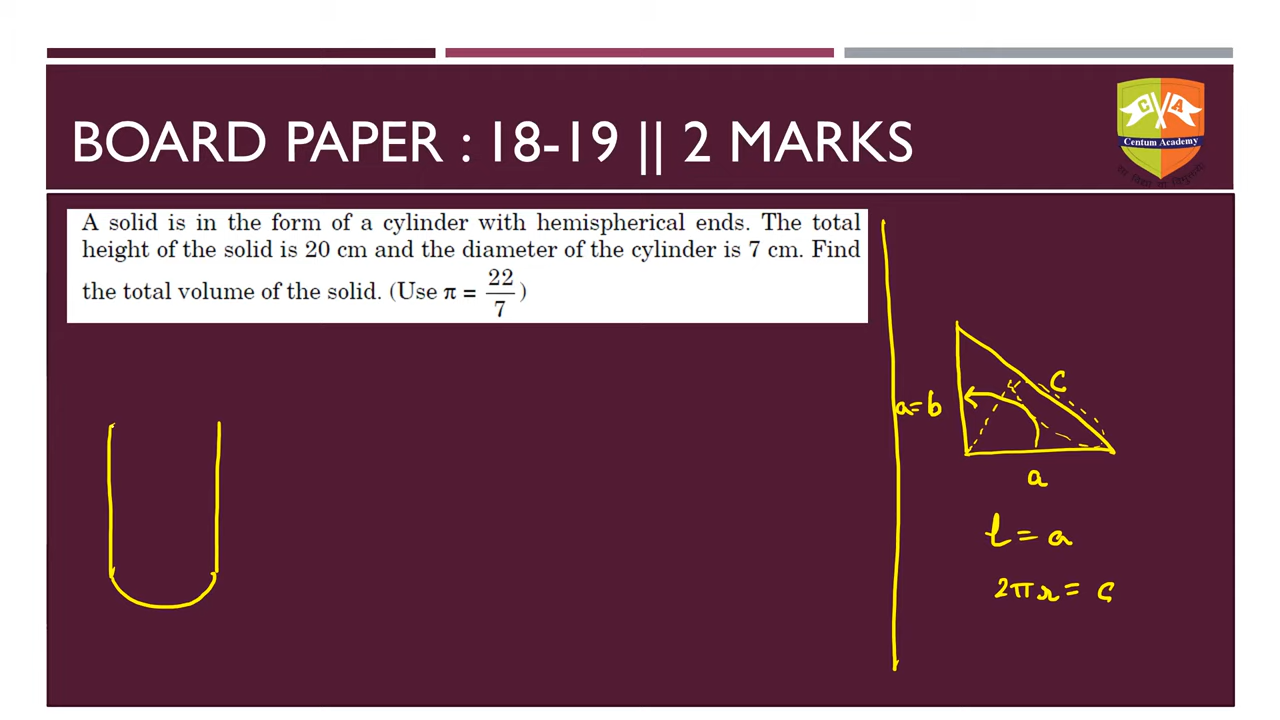 BOARD PAPER : 18-19 || 2 MARKS
C A
Centum Academy
A solid is in the form of a cylinder with hemispherical ends. The total
height of the solid is 20 cm and the diameter of the cylinder is 7 cm. Find
the total volume of the solid. (Use π = 22/7)
c
a=b
a
l = a
2πr = c